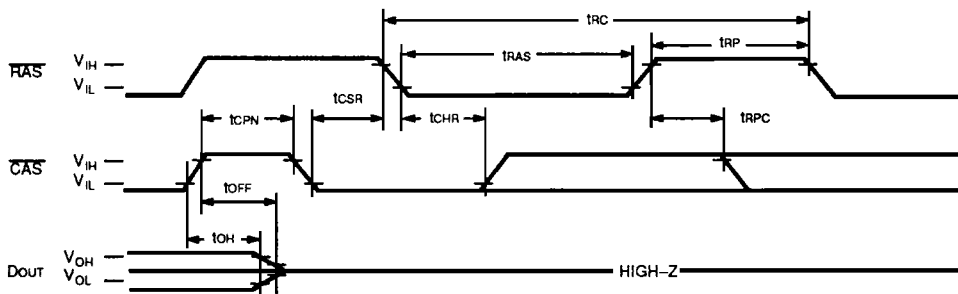 tRC
tRAS
tRP
RAS
VIH
VIL
tCSR
tCPN
tCHR
tRPC
CAS
VIH
VIL
tOFF
tOH
DOUT
VOH
VOL
HIGH-Z